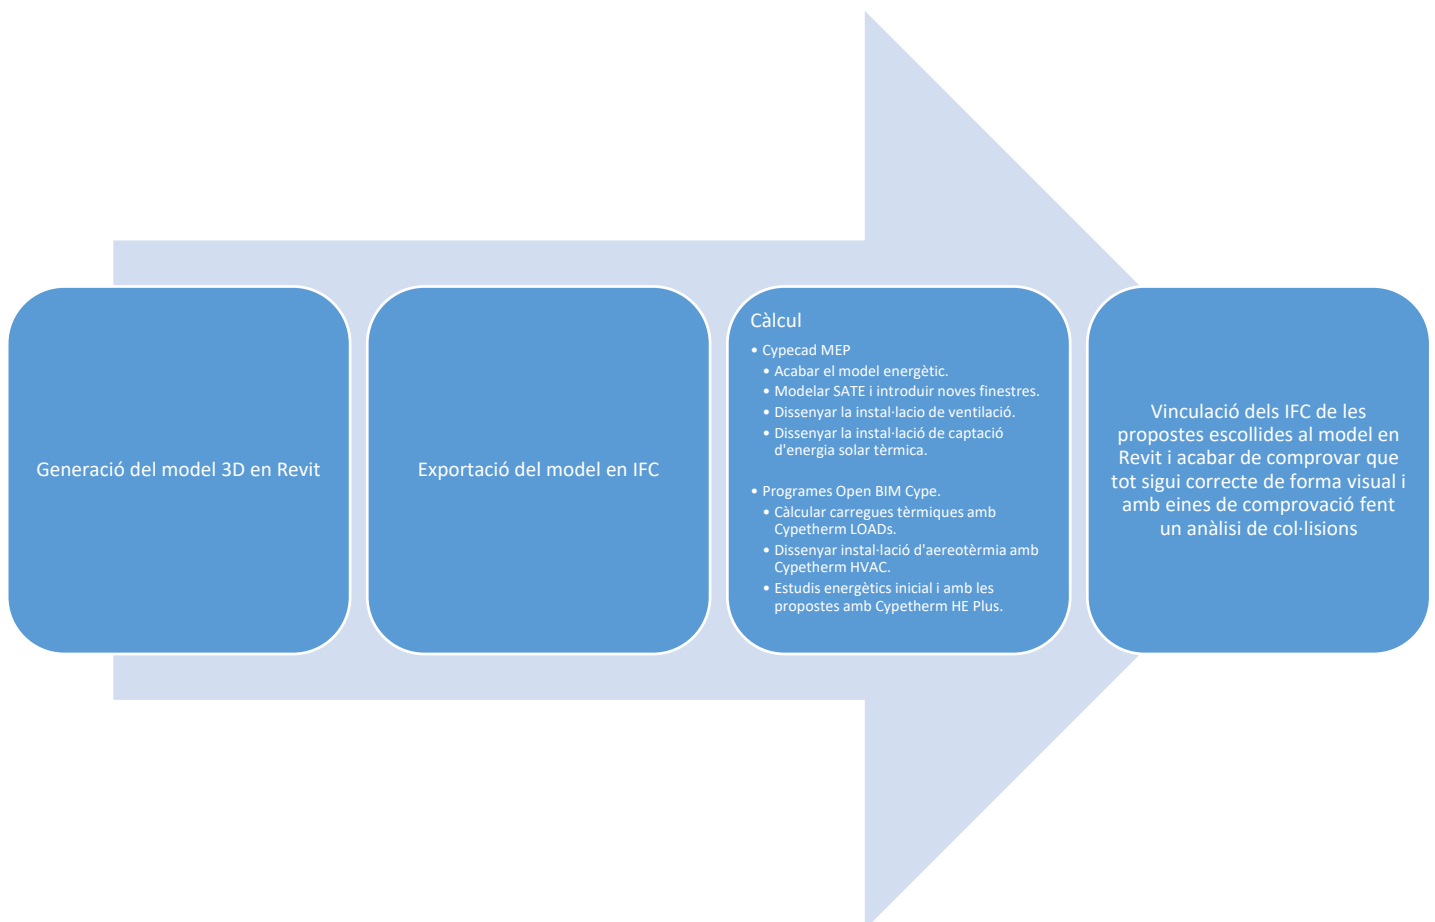 Generació del model 3D en Revit
Exportació del model en IFC
Càlcul
• Cypecad MEP
• Acabar el model energètic.
• Modelar SATE i introduir noves finestres.
• Dissenyar la instal·lacio de ventilació.
• Dissenyar la instal·lació de captació
d'energia solar tèrmica.
• Programes Open BIM Cype.
• Càlcular carregues tèrmiques amb
Cypetherm LOADs.
• Dissenyar instal·lació d'aereotèrmia amb
Cypetherm HVAC.
• Estudis energètics inicial i amb les
propostes amb Cypetherm HE Plus.
Vinculació dels IFC de les
propostes escollides al model en
Revit i acabar de comprovar que
tot sigui correcte de forma visual i
amb eines de comprovació fent
un anàlisi de col·lisions